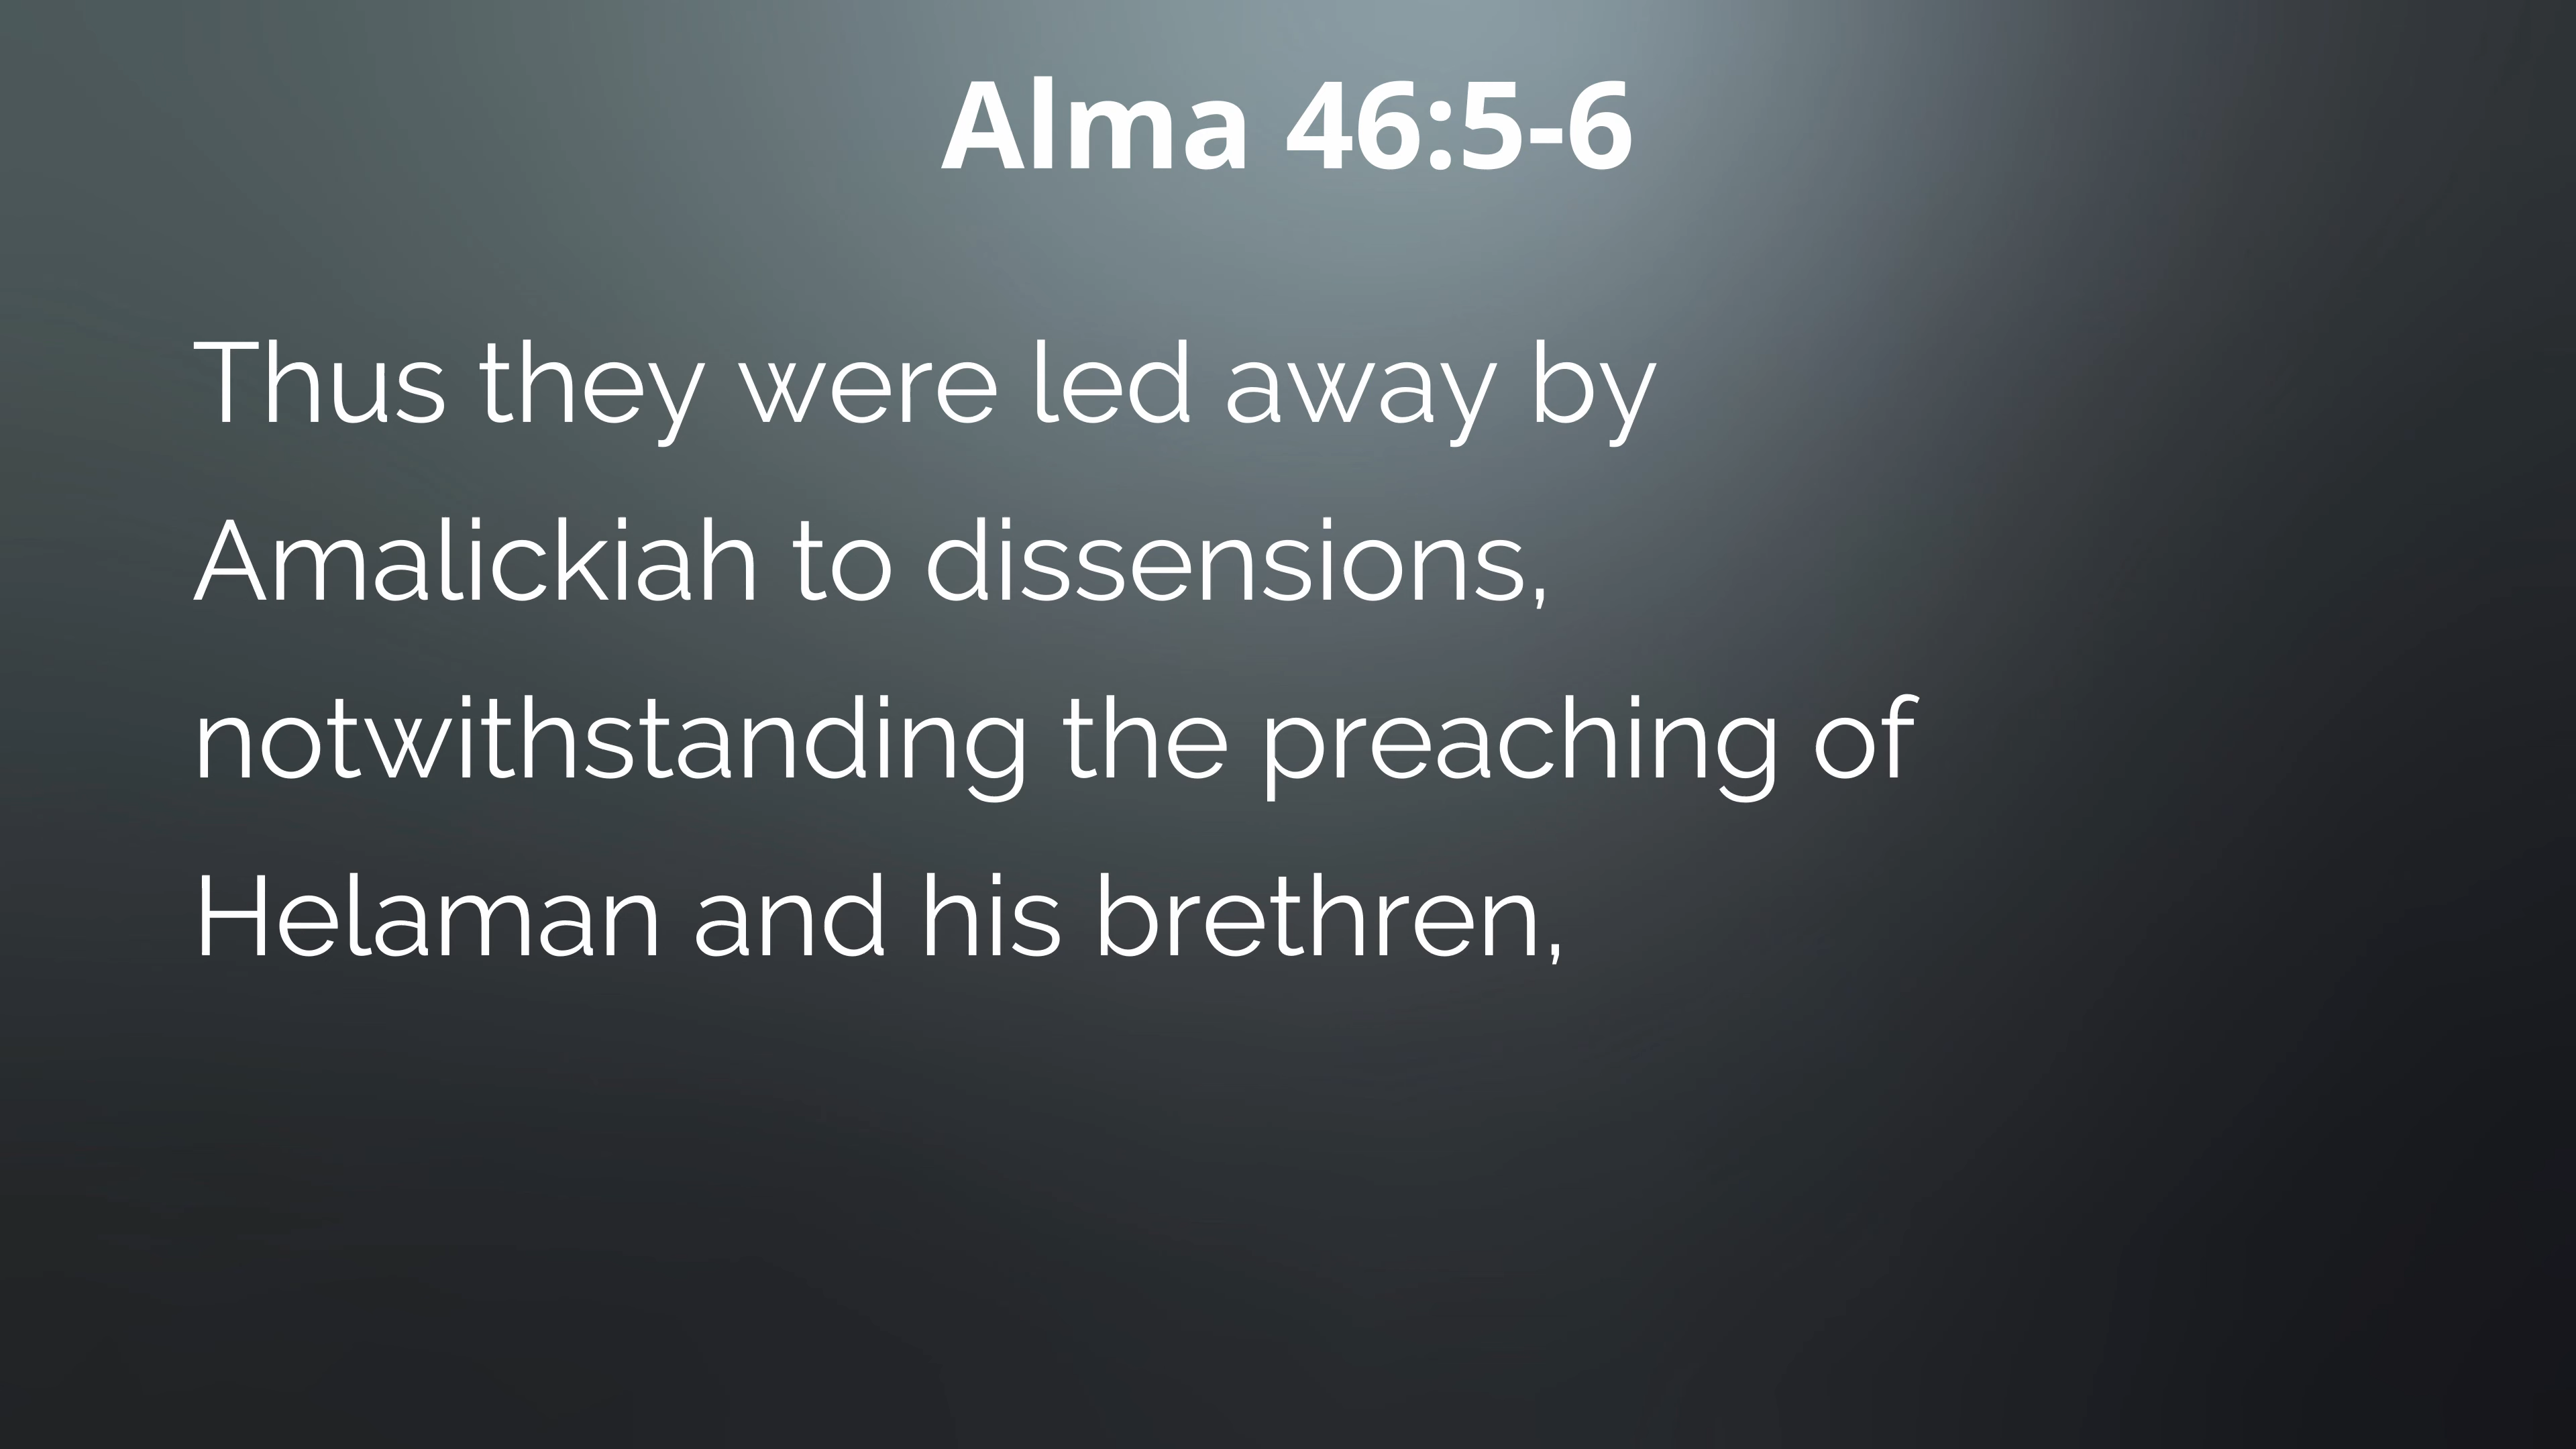 Alma 46:5-6
Thus they were led away by
Amalickiah to dissensions,
notwithstanding the preaching of
Helaman and his brethren,